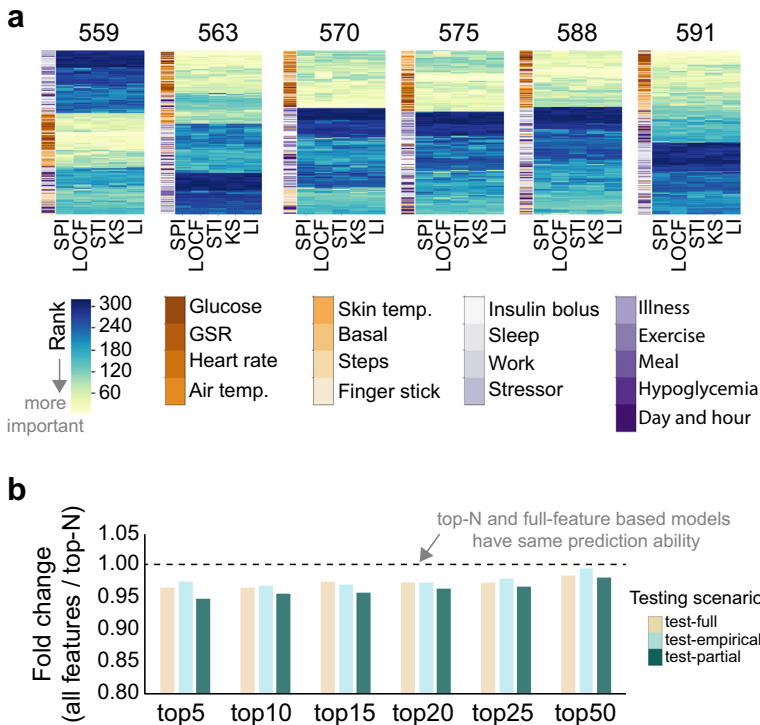 a
559 563 570 575 588 591
SPI LOCF STI KS LI SPI LOCF STI KS LI SPI LOCF STI KS LI SPI LOCF STI KS LI SPI LOCF STI KS LI SPI LOCF STI KS LI
Rank
more
important
300
240
180
120
60
Glucose
GSR
Heart rate
Air temp.
Skin temp.
Basal
Steps
Finger stick
Insulin bolus
Sleep
Work
Stressor
Illness
Exercise
Meal
Hypoglycemia
Day and hour
b
Fold change
(all features / top-N)
1.05
1.00
0.95
0.90
0.85
0.80
top-N and full-feature based models
have same prediction ability
Testing scenario
test-full
test-empirical
test-partial
top5 top10 top15 top20 top25 top50